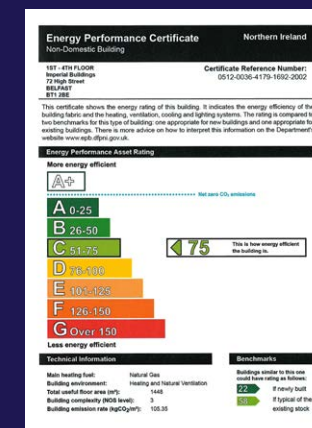 Energy Performance Certificate
Northern Ireland
Non-Domestic Building
1ST - 4TH FLOOR
Imperial Buildings
72 High Street
BELFAST
BT1 2BE
Certificate Reference Number:
0512-0036-4179-1692-2002
This certificate shows the energy rating of this building. It indicates the energy efficiency of the
building fabric and the heating, ventilation, cooling and lighting systems. The rating is compared to
two benchmarks for this type of building: one appropriate for new buildings and one appropriate for
existing buildings. There is more advice on how to interpret this information on the Department's
website www.epb.dfpni.gov.uk.
Energy Performance Asset Rating
More energy efficient
A+
Net zero CO₂ emissions
A 0-25
B 26-50
C 51-75
75
This is how energy efficient
the building is.
D 76-100
E 101-125
F 126-150
G Over 150
Less energy efficient
Technical Information
Main heating fuel: Natural Gas
Building environment: Heating and Natural Ventilation
Total useful floor area (m²): 1448
Building complexity (NOS level): 3
Building emission rate (kgCO₂/m²): 105.35
Benchmarks
Buildings similar to this one
could have rating as follows:
22 If newly built
58 If typical of the
existing stock